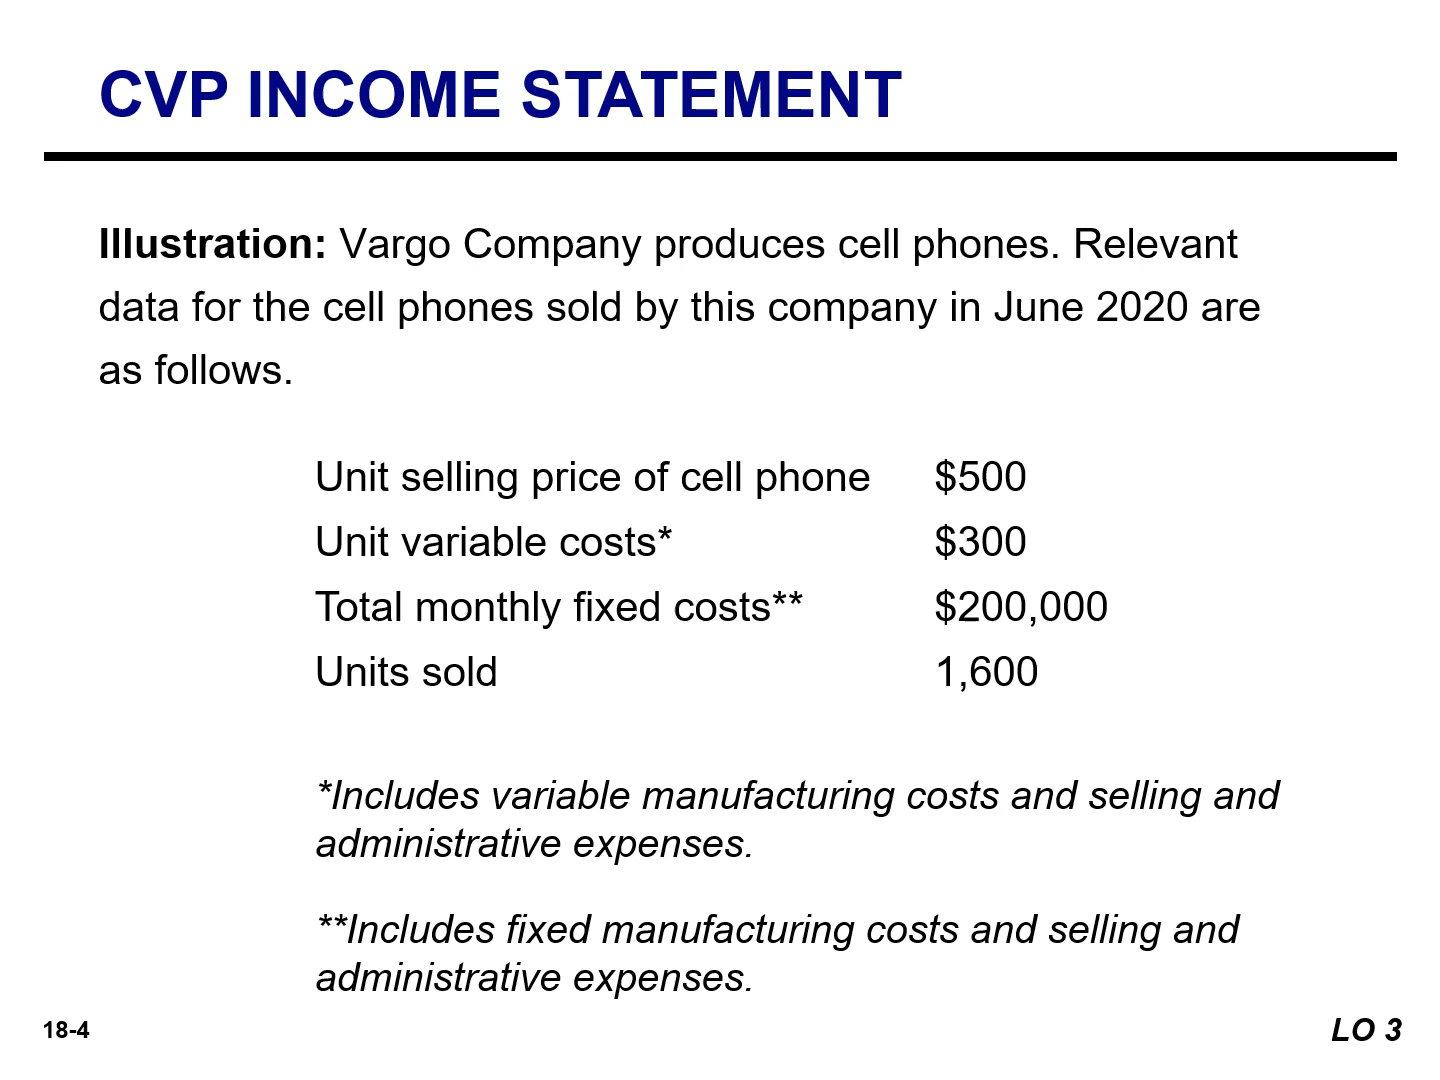 CVP INCOME STATEMENT
Illustration: Vargo Company produces cell phones. Relevant
data for the cell phones sold by this company in June 2020 are
as follows.
Unit selling price of cell phone $500
Unit variable costs* $300
Total monthly fixed costs** $200,000
Units sold 1,600
*Includes variable manufacturing costs and selling and
administrative expenses.
**Includes fixed manufacturing costs and selling and
administrative expenses.
18-4
LO 3